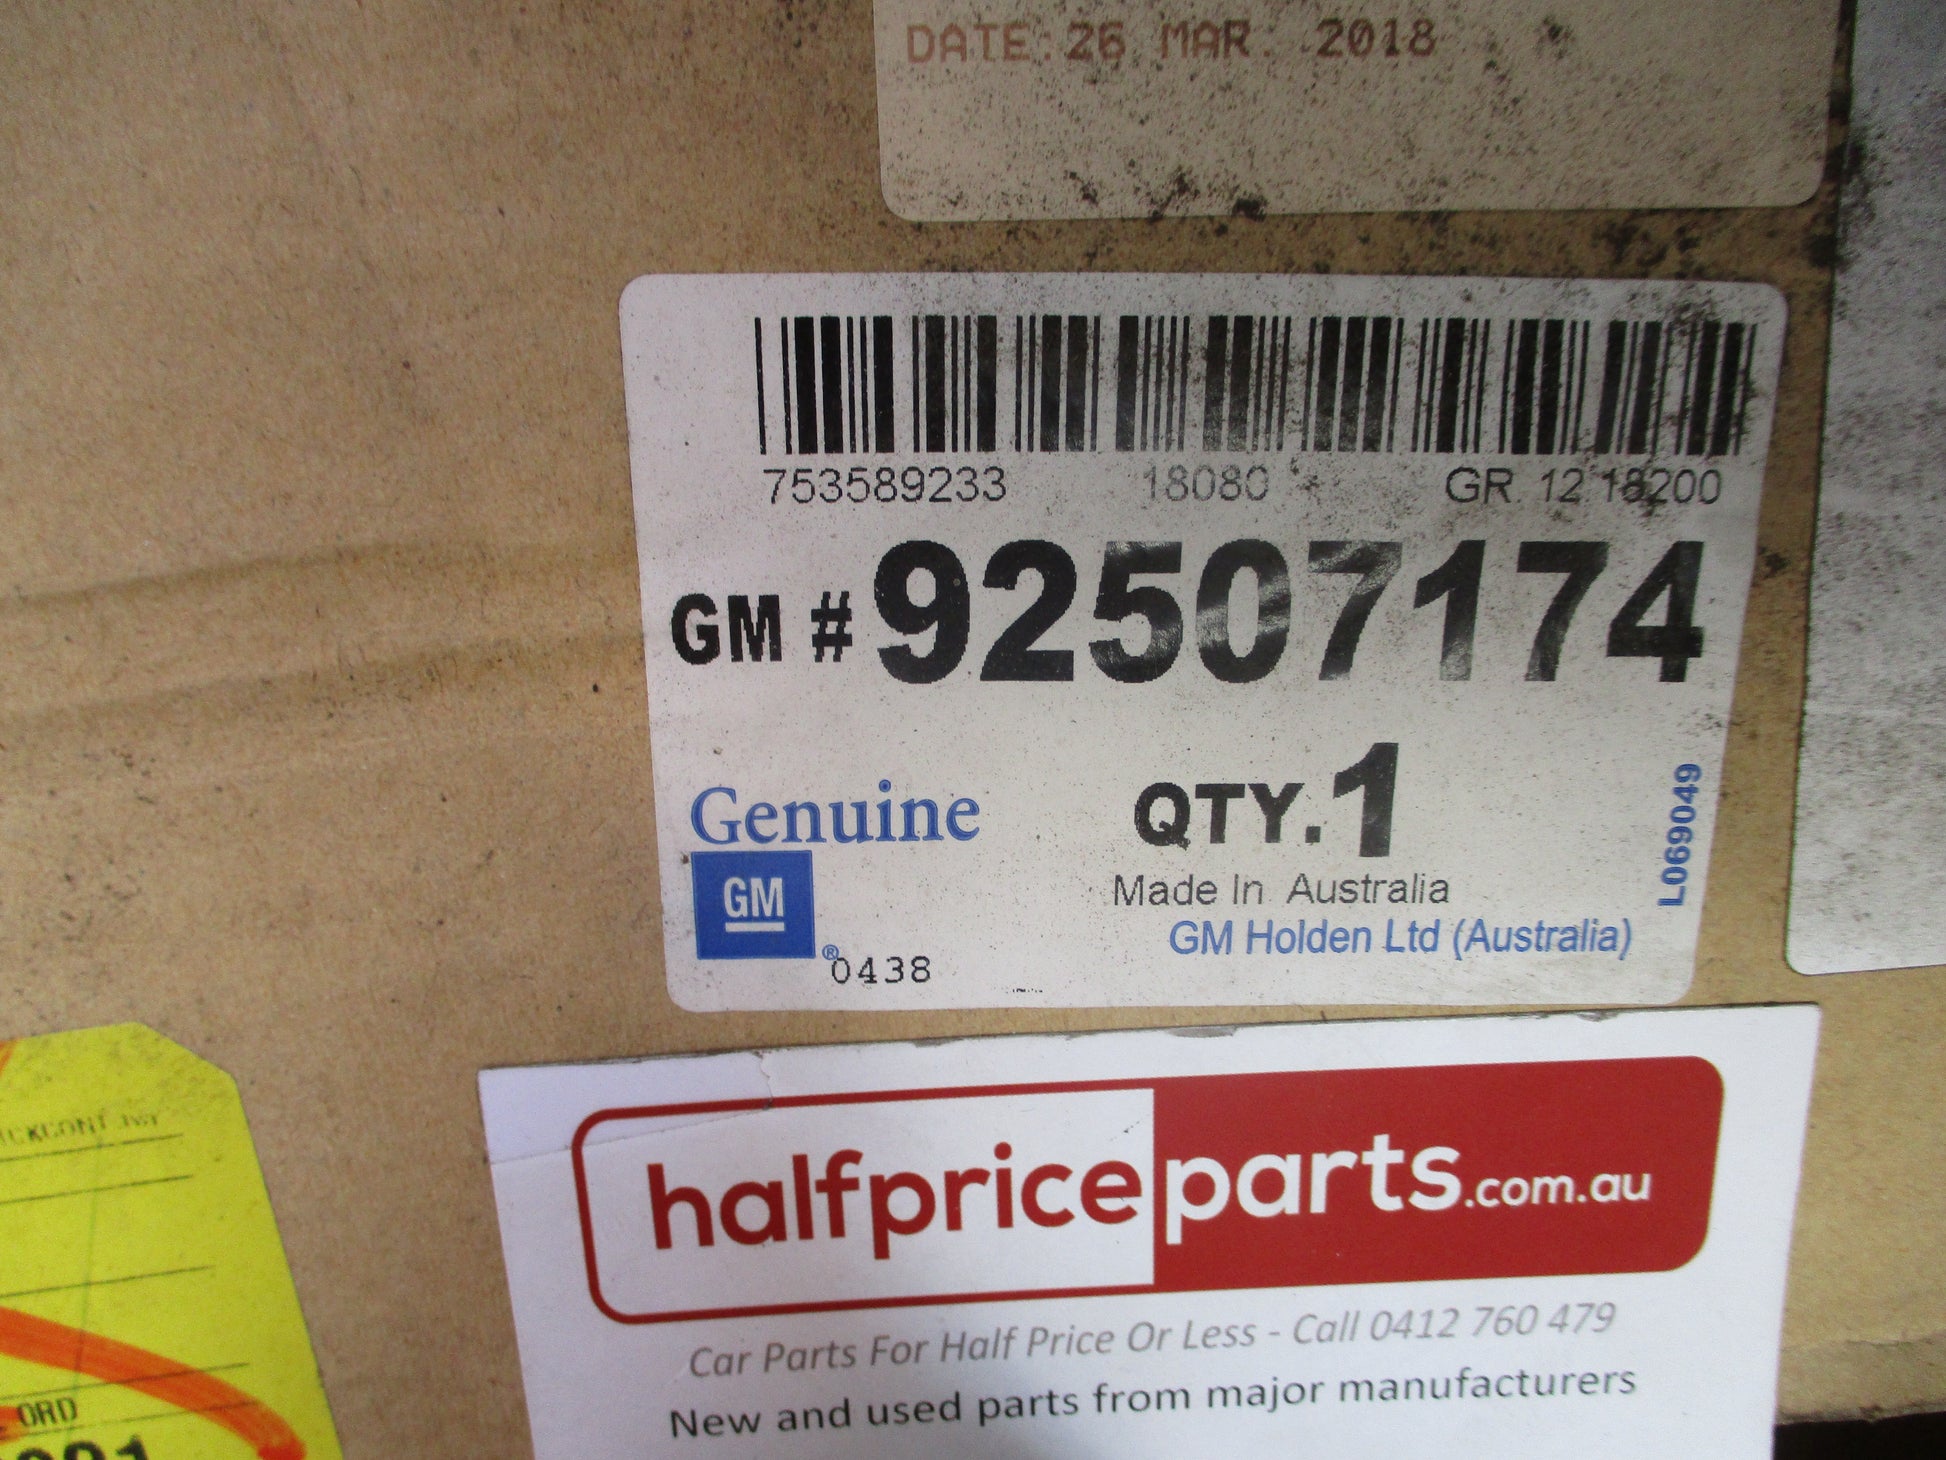 DATE: 26 MAR. 2018
753589233 18080 GR. 12.18200
GM # 92507174
Genuine
QTY. 1
GM
®
0438
Made In Australia
GM Holden Ltd (Australia)
L069049
halfpriceparts.com.au
Car Parts For Half Price Or Less - Call 0412 760 479
New and used parts from major manufacturers
ORD